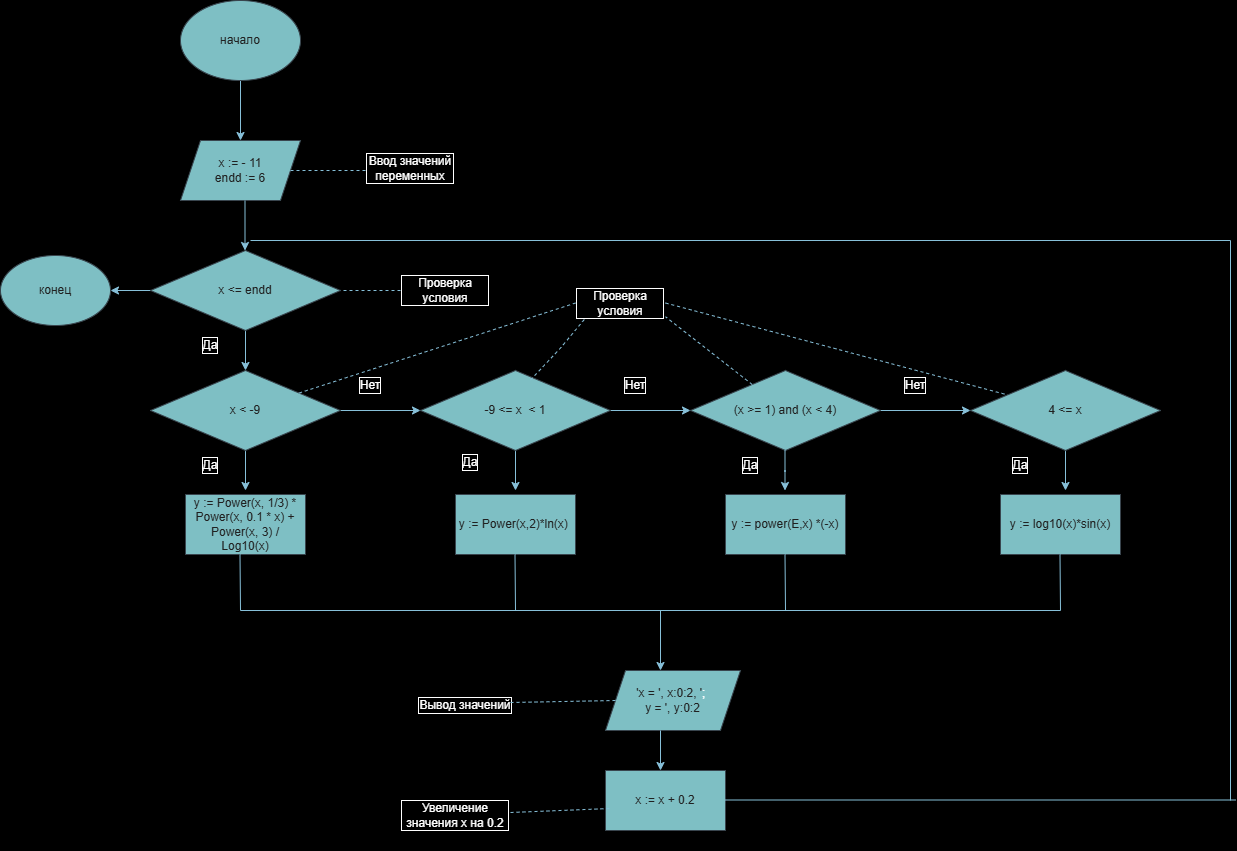 начало
x := - 11
endd := 6
Ввод значений
переменных
конец
x <= endd
Проверка
условия
Проверка
условия
Да
Нет
Нет
Нет
x < -9
-9 <= x < 1
(x >= 1) and (x < 4)
4 <= x
Да
Да
Да
Да
y := Power(x, 1/3) *
Power(x, 0.1 * x) +
Power(x, 3) /
Log10(x)
y := Power(x,2)*ln(x)
y := power(E,x) *(-x)
y := log10(x)*sin(x)
'x = ', x:0:2, ';
y = ', y:0:2
Вывод значений
x := x + 0.2
Увеличение
значения x на 0.2